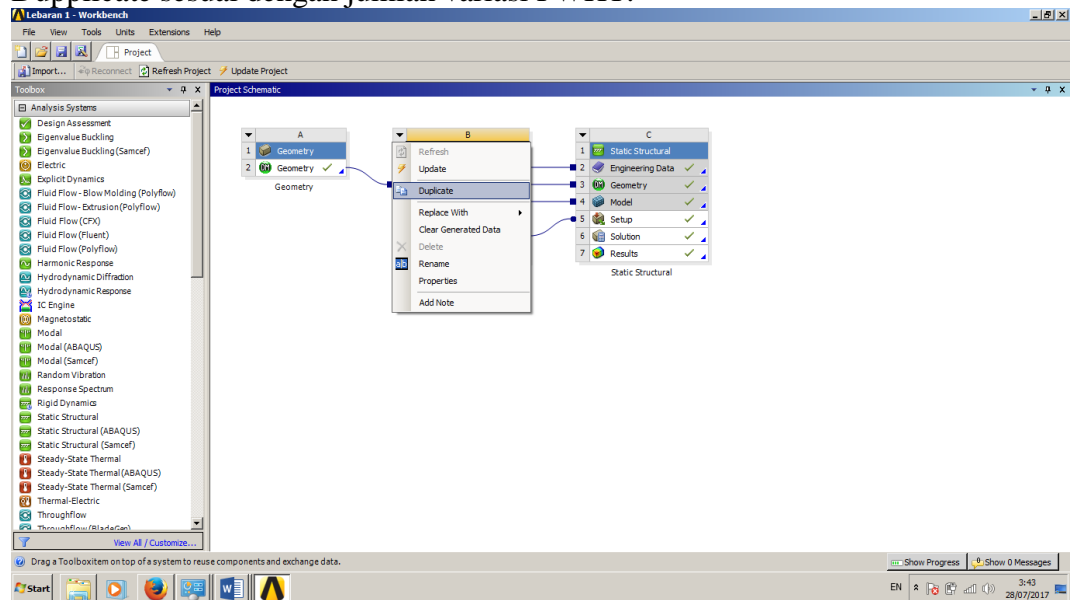 Dupplicate sesuai dengan jumlah variasi PWHT.
Lebaran 1 - Workbench
File View Tools Units Extensions Help
Project
Import... Reconnect Refresh Project Update Project
Toolbox
Project Schematic
Analysis Systems
Design Assessment
Eigenvalue Buckling
Eigenvalue Buckling (Samcef)
Electric
Explicit Dynamics
Fluid Flow - Blow Molding (Polyflow)
Fluid Flow - Extrusion (Polyflow)
Fluid Flow (CFX)
Fluid Flow (Fluent)
Fluid Flow (Polyflow)
Harmonic Response
Hydrodynamic Diffraction
Hydrodynamic Response
IC Engine
Magnetostatic
Modal
Modal (ABAQUS)
Modal (Samcef)
Random Vibration
Response Spectrum
Rigid Dynamics
Static Structural
Static Structural (ABAQUS)
Static Structural (Samcef)
Steady-State Thermal
Steady-State Thermal (ABAQUS)
Steady-State Thermal (Samcef)
Thermal-Electric
Throughflow
Throughflow (BladeGen)
View All / Customize...
A
1 Geometry
2 Geometry
Geometry
B
Refresh
Update
Duplicate
Replace With
Clear Generated Data
Delete
Rename
Properties
Add Note
C
1 Static Structural
2 Engineering Data
3 Geometry
4 Model
5 Setup
6 Solution
7 Results
Static Structural
Drag a Toolbox item on top of a system to reuse components and exchange data.
Show Progress Show 0 Messages
Start
EN
3:43
28/07/2017